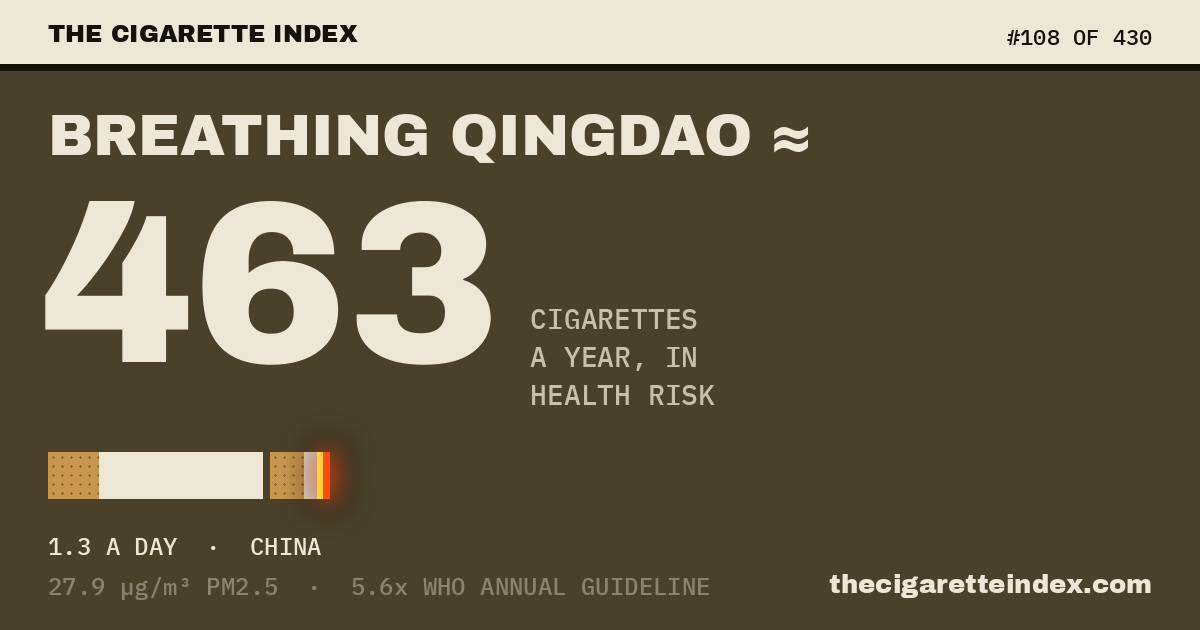 THE CIGARETTE INDEX
#108 OF 430
BREATHING QINGDAO ≈
463
CIGARETTES
A YEAR, IN
HEALTH RISK
1.3 A DAY · CHINA
27.9 µg/m³ PM2.5 · 5.6x WHO ANNUAL GUIDELINE
thecigaretteindex.com